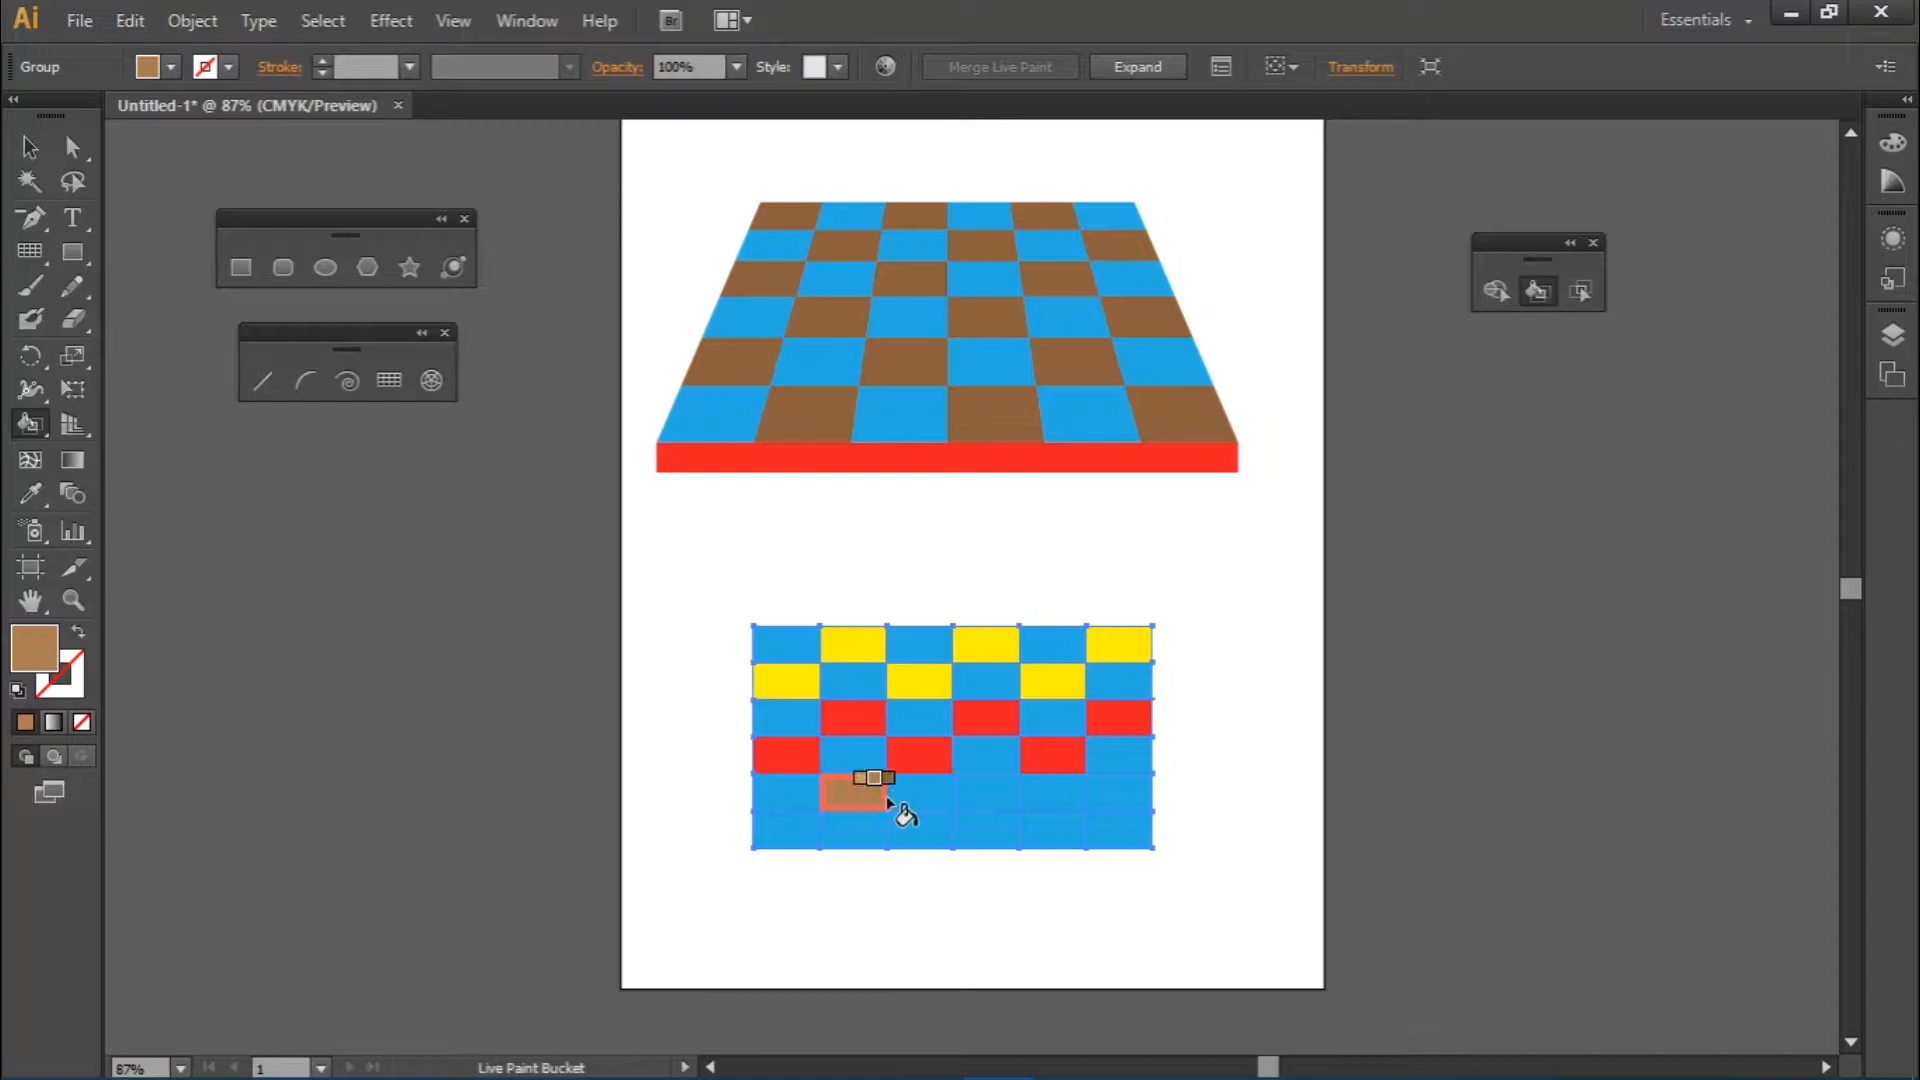 Ai File Edit Object Type Select Effect View Window Help Br Essentials
Group Stroke: Opacity: 100% Style: Merge Live Paint Expand Transform
Untitled-1* @ 87% (CMYK/Preview)
T
87% 1 Live Paint Bucket